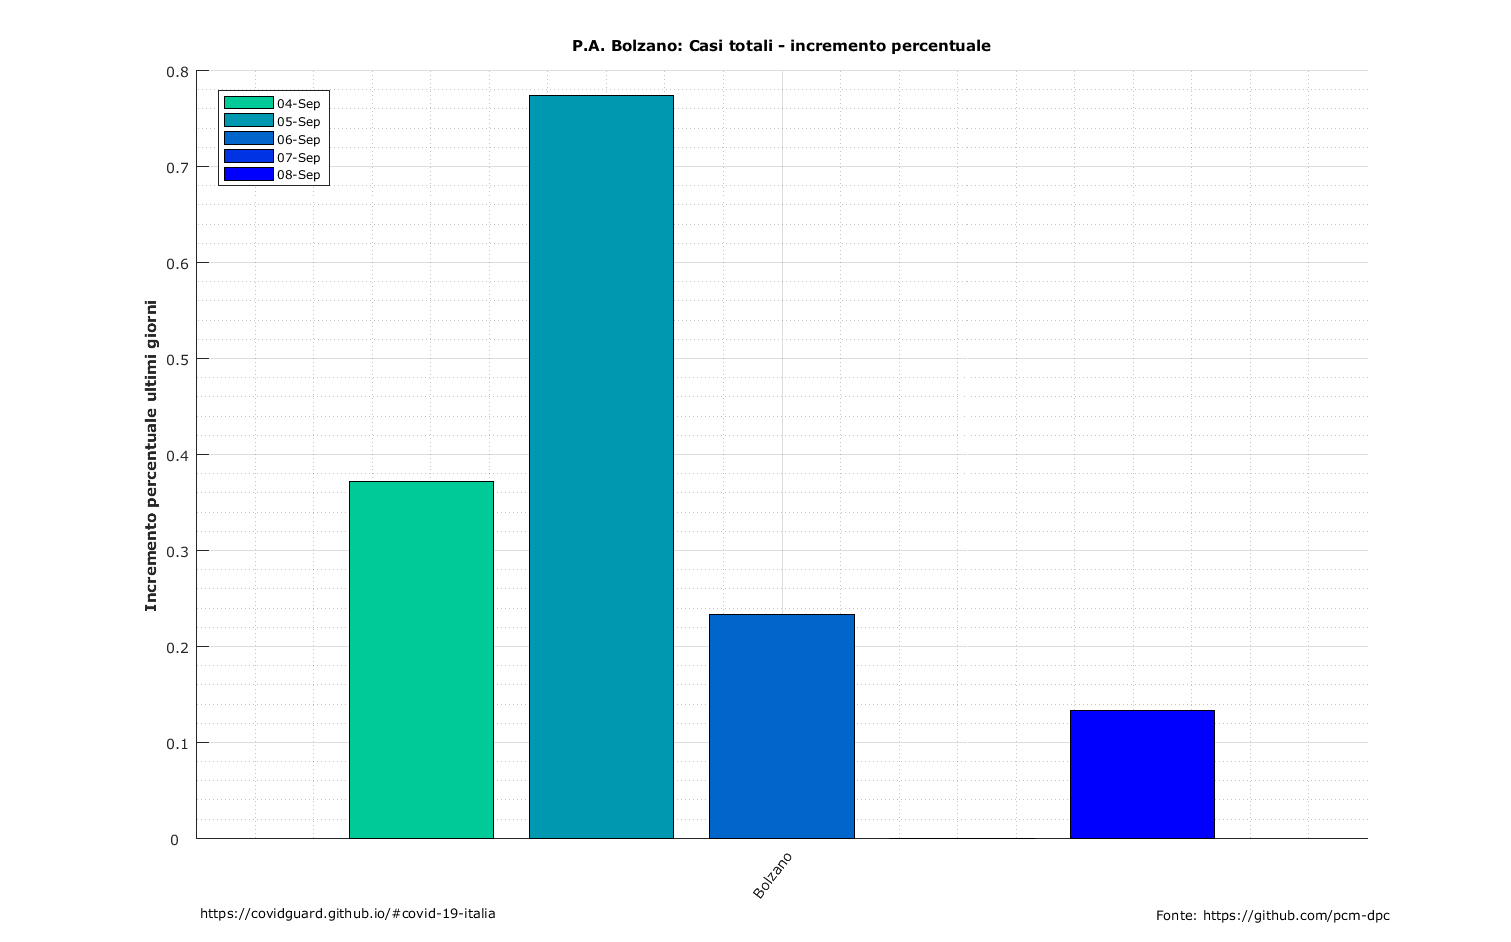 P.A. Bolzano: Casi totali - incremento percentuale
0.8
0.7
0.6
0.5
0.4
0.3
0.2
0.1
0
Incremento percentuale ultimi giorni
04-Sep
05-Sep
06-Sep
07-Sep
08-Sep
Bolzano
https://covidguard.github.io/#covid-19-italia
Fonte: https://github.com/pcm-dpc